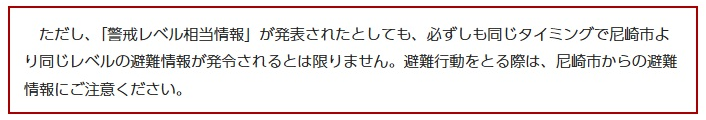 ただし、「警戒レベル相当情報」が発表されたとしても、必ずしも同じタイミングで尼崎市よ
り同じレベルの避難情報が発令されるとは限りません。避難行動をとる際は、尼崎市からの避難
情報にご注意ください。